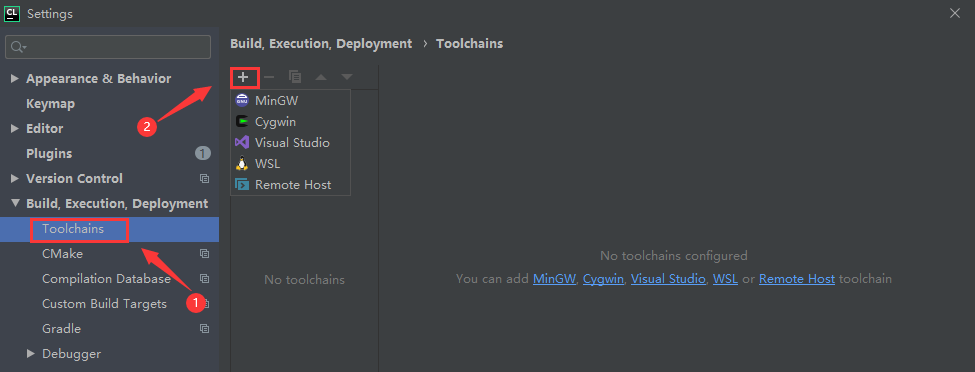 CL Settings
Appearance & Behavior
Keymap
Editor
Plugins 1
Version Control
Build, Execution, Deployment
Toolchains
CMake
Compilation Database
Custom Build Targets
Gradle
Debugger
2
1
Build, Execution, Deployment › Toolchains
MinGW
Cygwin
Visual Studio
WSL
Remote Host
No toolchains
No toolchains configured
You can add MinGW, Cygwin, Visual Studio, WSL or Remote Host toolchain